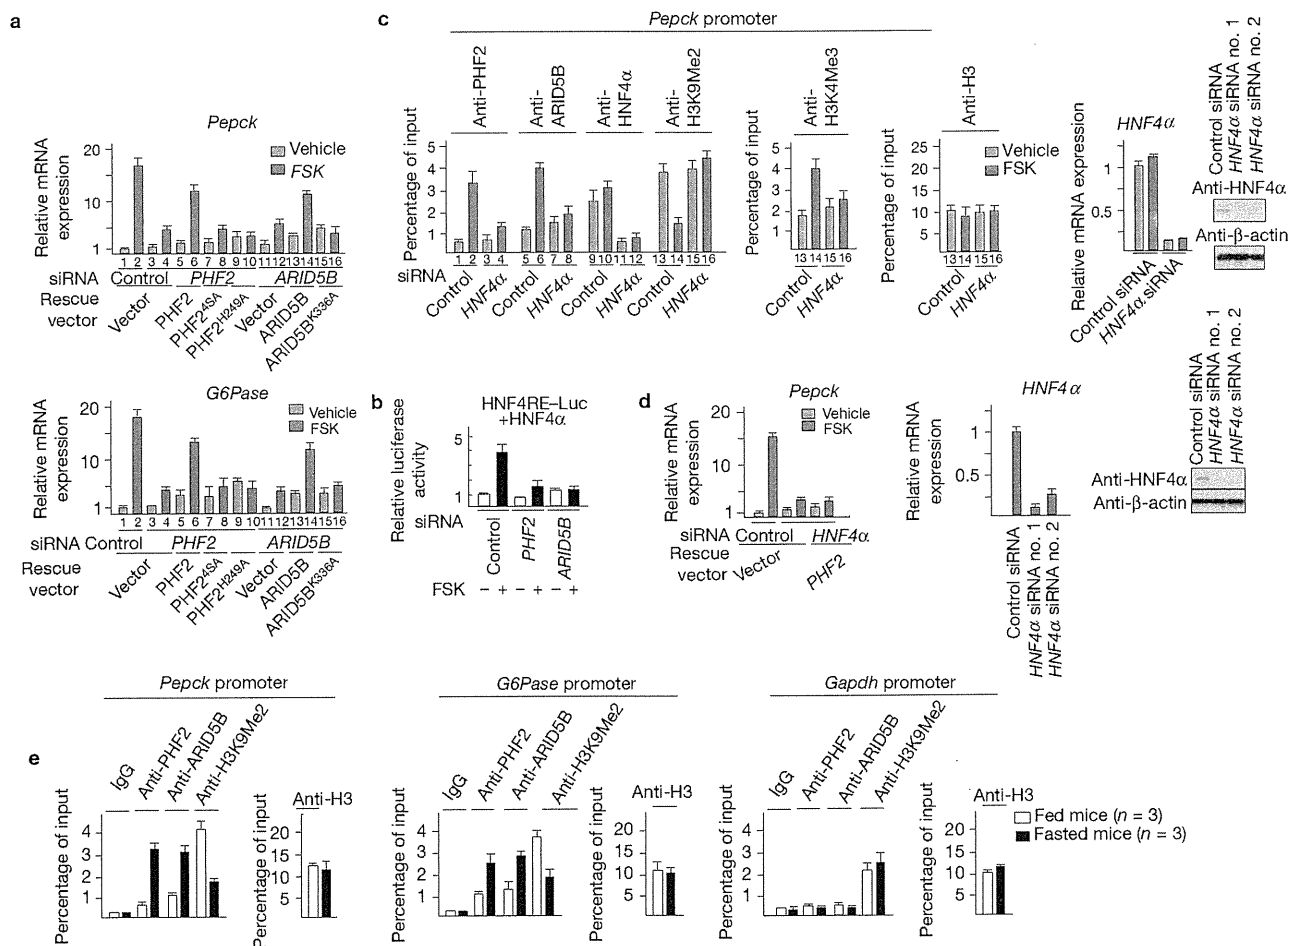 a
Pepck
Relative mRNA expression
20
10
1
Vehicle
FSK
1 2 3 4 5 6 7 8 9 10 11 12 13 14 15 16
siRNA Control PHF2 ARID5B
Rescue vector
Vector
PHF2
PHF2 4SA
PHF2 H249A
Vector
ARID5B
ARID5B K336A
G6Pase
Relative mRNA expression
20
10
1
Vehicle
FSK
1 2 3 4 5 6 7 8 9 10 11 12 13 14 15 16
siRNA Control PHF2 ARID5B
Rescue vector
Vector
PHF2
PHF2 4SA
PHF2 H249A
Vector
ARID5B
ARID5B K336A
b
HNF4RE–Luc
+HNF4α
Relative luciferase activity
5
1
siRNA
Control
PHF2
ARID5B
FSK – + – + – +
c
Pepck promoter
Anti-PHF2
Anti-ARID5B
Anti-HNF4α
Anti-H3K9Me2
Percentage of input
5
4
3
2
1
1 2 3 4 5 6 7 8 9 10 11 12 13 14 15 16
siRNA
Control
HNF4α
Control
HNF4α
Control
HNF4α
Control
HNF4α
Anti-H3K4Me3
Percentage of input
5
4
3
2
1
13 14 15 16
Control
HNF4α
Anti-H3
Percentage of input
25
20
15
10
5
Vehicle
FSK
13 14 15 16
Control
HNF4α
HNF4α
Relative mRNA expression
1
0.5
Control siRNA
HNF4α siRNA
Control siRNA
HNF4α siRNA no. 1
HNF4α siRNA no. 2
Anti-HNF4α
Anti-β-actin
d
Pepck
Relative mRNA expression
20
10
1
Vehicle
FSK
siRNA Control HNF4α
Rescue vector
Vector
PHF2
HNF4α
Relative mRNA expression
1
0.5
Control siRNA
HNF4α siRNA no. 1
HNF4α siRNA no. 2
Control siRNA
HNF4α siRNA no. 1
HNF4α siRNA no. 2
Anti-HNF4α
Anti-β-actin
e
Pepck promoter
IgG
Anti-PHF2
Anti-ARID5B
Anti-H3K9Me2
Percentage of input
4
3
2
1
Anti-H3
Percentage of input
20
15
10
5
G6Pase promoter
IgG
Anti-PHF2
Anti-ARID5B
Anti-H3K9Me2
Percentage of input
4
3
2
1
Anti-H3
Percentage of input
20
15
10
5
Gapdh promoter
IgG
Anti-PHF2
Anti-ARID5B
Anti-H3K9Me2
Percentage of input
4
3
2
1
Anti-H3
Percentage of input
20
15
10
5
Fed mice (n = 3)
Fasted mice (n = 3)